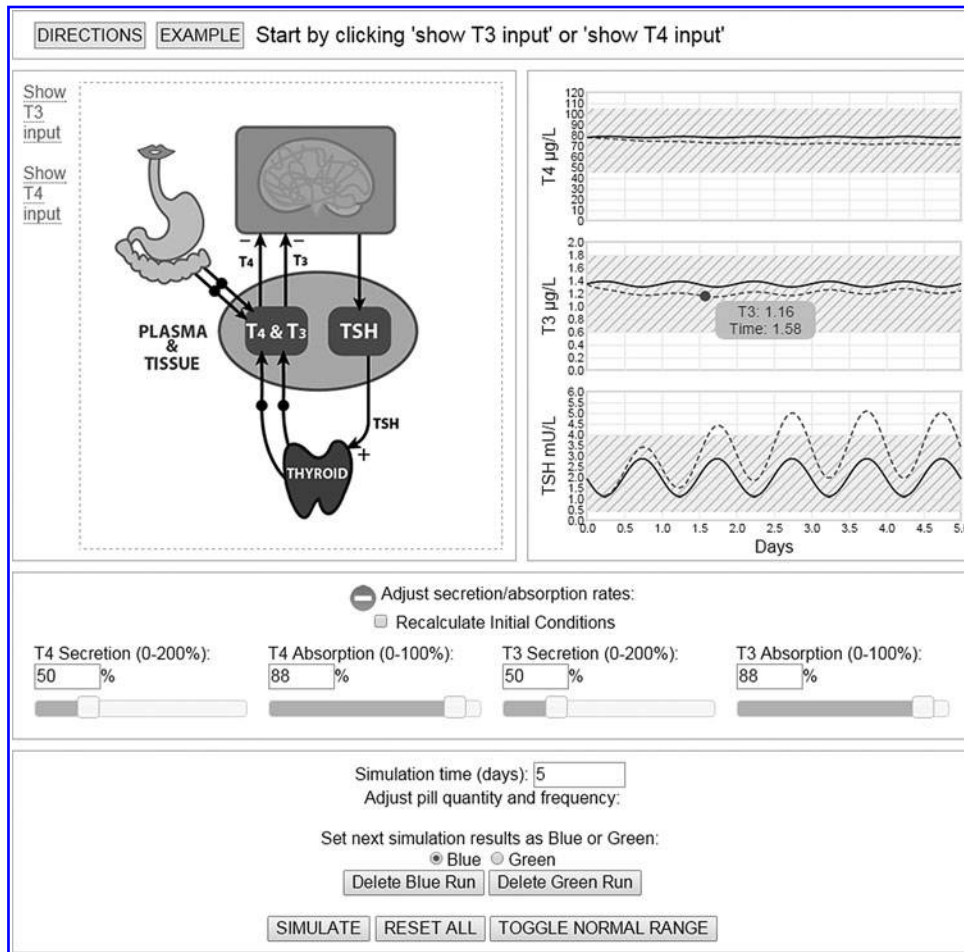 DIRECTIONS EXAMPLE Start by clicking 'show T3 input' or 'show T4 input'
Show
T3
input
Show
T4
input
−
T4
−
T3
PLASMA
&
TISSUE
T4 & T3
TSH
TSH
+
THYROID
T4 µg/L
120
110
100
90
80
70
60
50
40
30
20
10
0
T3 µg/L
2.0
1.8
1.6
1.4
1.2
1.0
0.8
0.6
0.4
0.2
0.0
T3: 1.16
Time: 1.58
TSH mU/L
6.0
5.5
5.0
4.5
4.0
3.5
3.0
2.5
2.0
1.5
1.0
0.5
0.0
0.0 0.5 1.0 1.5 2.0 2.5 3.0 3.5 4.0 4.5 5.0
Days
Adjust secretion/absorption rates:
Recalculate Initial Conditions
T4 Secretion (0-200%): T4 Absorption (0-100%): T3 Secretion (0-200%): T3 Absorption (0-100%):
50 % 88 % 50 % 88 %
Simulation time (days): 5
Adjust pill quantity and frequency:
Set next simulation results as Blue or Green:
Blue Green
Delete Blue Run Delete Green Run
SIMULATE RESET ALL TOGGLE NORMAL RANGE